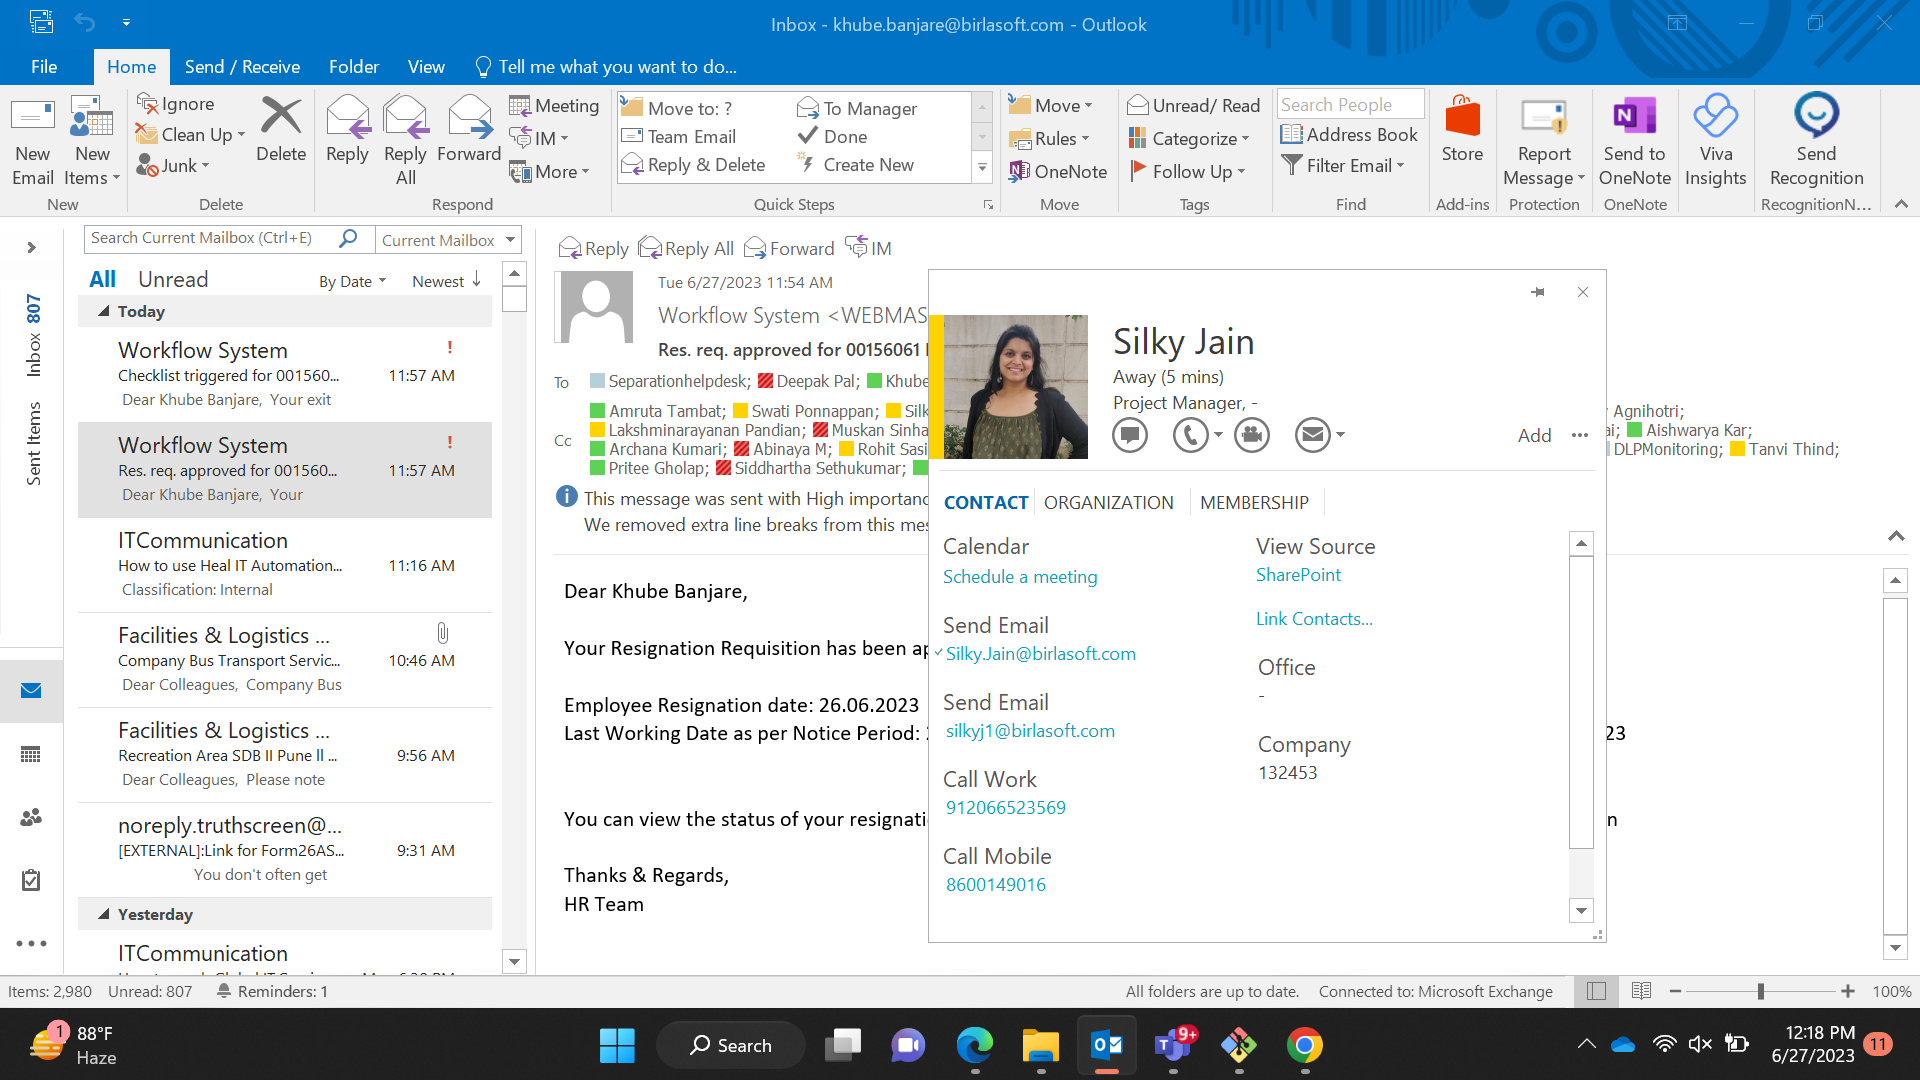 Inbox - khube.banjare@birlasoft.com - Outlook
File Home Send / Receive Folder View Tell me what you want to do...
New Email
New Items
New
Ignore
Clean Up
Junk
Delete
Delete
Reply
Reply All
Forward
Meeting
IM
More
Respond
Move to: ?
Team Email
Reply & Delete
To Manager
Done
Create New
Quick Steps
Move
Rules
OneNote
Move
Unread/ Read
Categorize
Follow Up
Tags
Search People
Address Book
Filter Email
Find
Store
Add-ins
Report Message
Protection
Send to OneNote
OneNote
Viva Insights
Send Recognition
RecognitionN...
Inbox 807
Sent Items
Search Current Mailbox (Ctrl+E) Current Mailbox
All Unread By Date Newest
Today
Workflow System !
Checklist triggered for 001560... 11:57 AM
Dear Khube Banjare, Your exit
Workflow System !
Res. req. approved for 001560... 11:57 AM
Dear Khube Banjare, Your
ITCommunication
How to use Heal IT Automation... 11:16 AM
Classification: Internal
Facilities & Logistics ...
Company Bus Transport Servic... 10:46 AM
Dear Colleagues, Company Bus
Facilities & Logistics ...
Recreation Area SDB II Pune ll ... 9:56 AM
Dear Colleagues, Please note
noreply.truthscreen@...
[EXTERNAL]:Link for Form26AS... 9:31 AM
You don't often get
Yesterday
ITCommunication
Reply Reply All Forward IM
Tue 6/27/2023 11:54 AM
Workflow System <WEBMAS
Res. req. approved for 00156061
To Separationhelpdesk; Deepak Pal; Khube
Cc
Amruta Tambat; Swati Ponnappan; Silk Agnihotri;
Lakshminarayanan Pandian; Muskan Sinha ai; Aishwarya Kar;
Archana Kumari; Abinaya M; Rohit Sasi DLPMonitoring; Tanvi Thind;
Pritee Gholap; Siddhartha Sethukumar;
This message was sent with High importanc
We removed extra line breaks from this mes
Dear Khube Banjare,
Your Resignation Requisition has been ap
Employee Resignation date: 26.06.2023
Last Working Date as per Notice Period: 23
You can view the status of your resignati n
Thanks & Regards,
HR Team
Silky Jain
Away (5 mins)
Project Manager, -
Add ...
CONTACT ORGANIZATION MEMBERSHIP
Calendar
Schedule a meeting
Send Email
Silky.Jain@birlasoft.com
Send Email
silkyj1@birlasoft.com
Call Work
912066523569
Call Mobile
8600149016
View Source
SharePoint
Link Contacts...
Office
-
Company
132453
Items: 2,980 Unread: 807 Reminders: 1 All folders are up to date. Connected to: Microsoft Exchange 100%
1 88°F
Haze
Search
9+
12:18 PM
6/27/2023
11